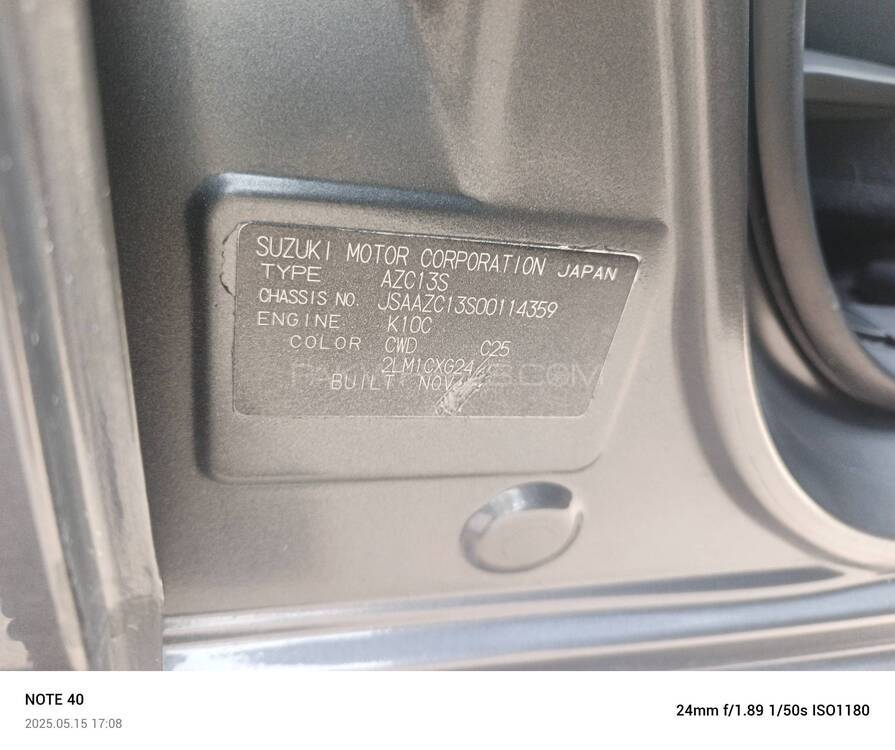 SUZUKI MOTOR CORPORATION JAPAN
TYPE AZC13S
CHASSIS NO. JSAAZC13S00114359
ENGINE K10C
COLOR CWD C25
2LM1CXG24
BUILT NOV
NOTE 40
2025.05.15 17:08
24mm f/1.89 1/50s ISO1180